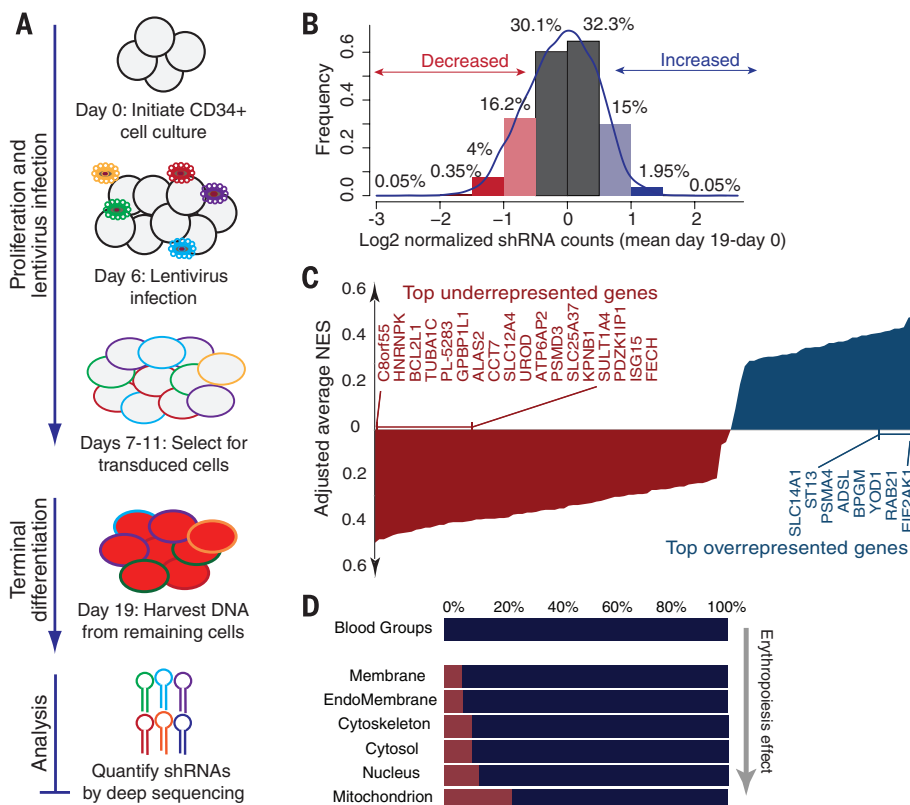 A
Proliferation and
lentivirus infection
Day 0: Initiate CD34+
cell culture
Day 6: Lentivirus
infection
Days 7-11: Select for
transduced cells
Terminal
differentiation
Day 19: Harvest DNA
from remaining cells
Analysis
Quantify shRNAs
by deep sequencing
B
Frequency
0.6
0.4
0.2
0.0
Decreased
Increased
0.05%
0.35%
4%
16.2%
30.1%
32.3%
15%
1.95%
0.05%
−3
−2
−1
0
1
2
Log2 normalized shRNA counts (mean day 19-day 0)
C
Adjusted average NES
0.6
0.4
0.2
0
0.2
0.4
0.6
Top underrepresented genes
C8orf55
HNRNPK
BCL2L1
TUBA1C
PL-5283
GPBP1L1
ALAS2
CCT7
SLC12A4
UROD
ATP6AP2
PSMD3
SLC25A37
KPNB1
SULT1A4
PDZK1IP1
ISG15
FECH
SLC14A1
ST13
PSMA4
ADSL
BPGM
YOD1
RAB21
EIF2AK1
Top overrepresented genes
D
0%
20%
40%
60%
80%
100%
Blood Groups
Membrane
EndoMembrane
Cytoskeleton
Cytosol
Nucleus
Mitochondrion
Erythropoiesis effect